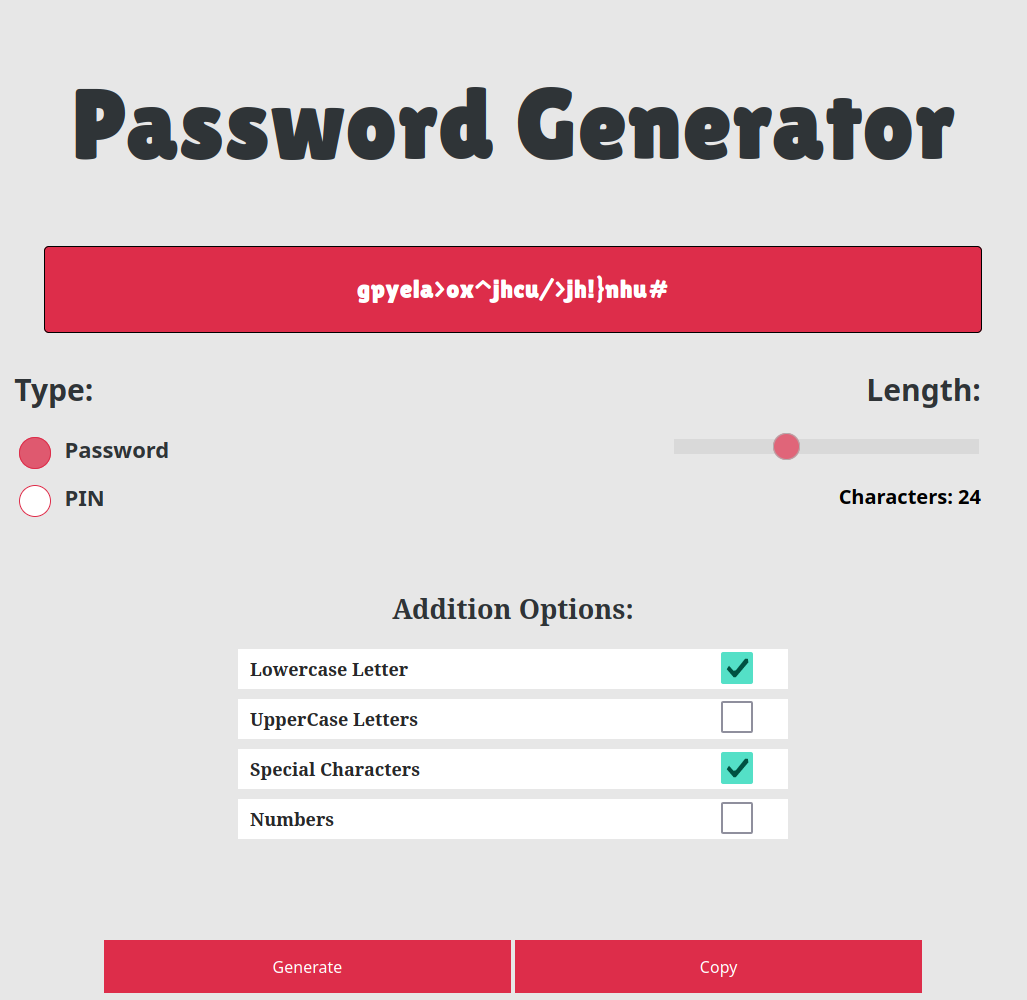 Password Generator
gpyela>ox^jhcu/>jh!}nhu#
Type:
Length:
Password
PIN
Characters: 24
Addition Options:
Lowercase Letter
UpperCase Letters
Special Characters
Numbers
Generate
Copy